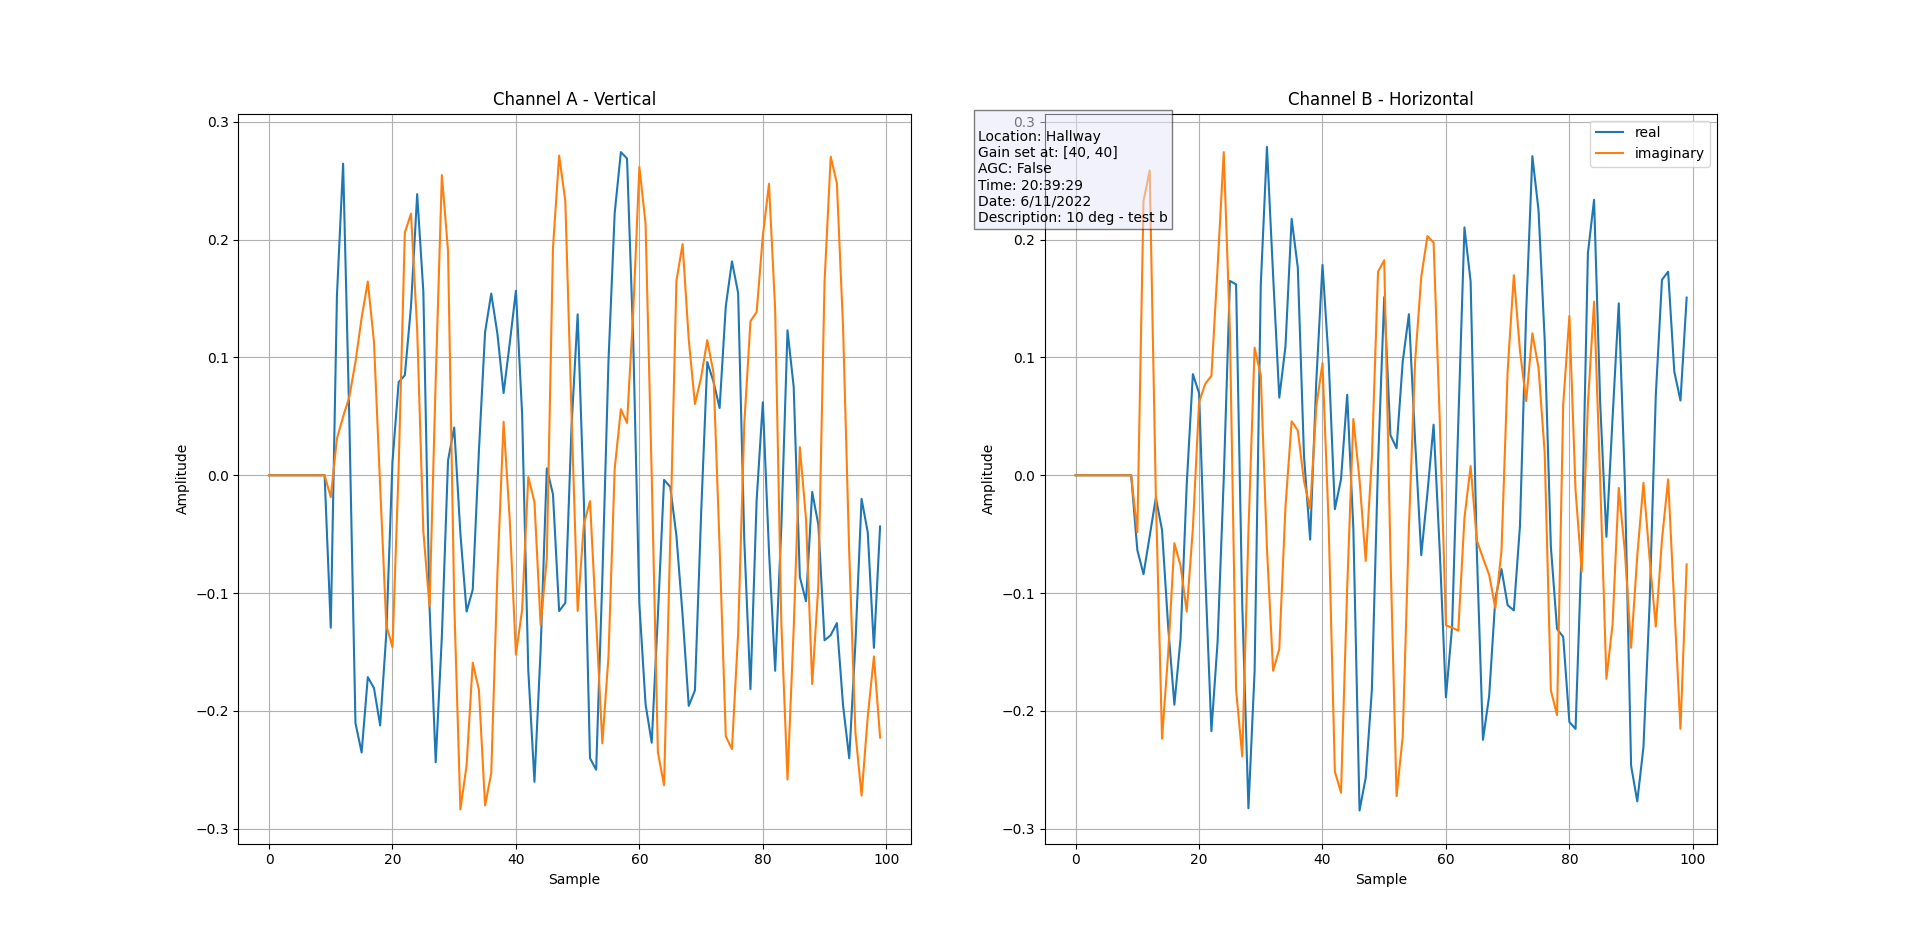 Channel A - Vertical
0.3
0.2
0.1
0.0
−0.1
−0.2
−0.3
Amplitude
0
20
40
60
80
100
Sample
Channel B - Horizontal
Location: Hallway
Gain set at: [40, 40]
AGC: False
Time: 20:39:29
Date: 6/11/2022
Description: 10 deg - test b
real
imaginary
0.3
0.2
0.1
0.0
−0.1
−0.2
−0.3
Amplitude
0
20
40
60
80
100
Sample